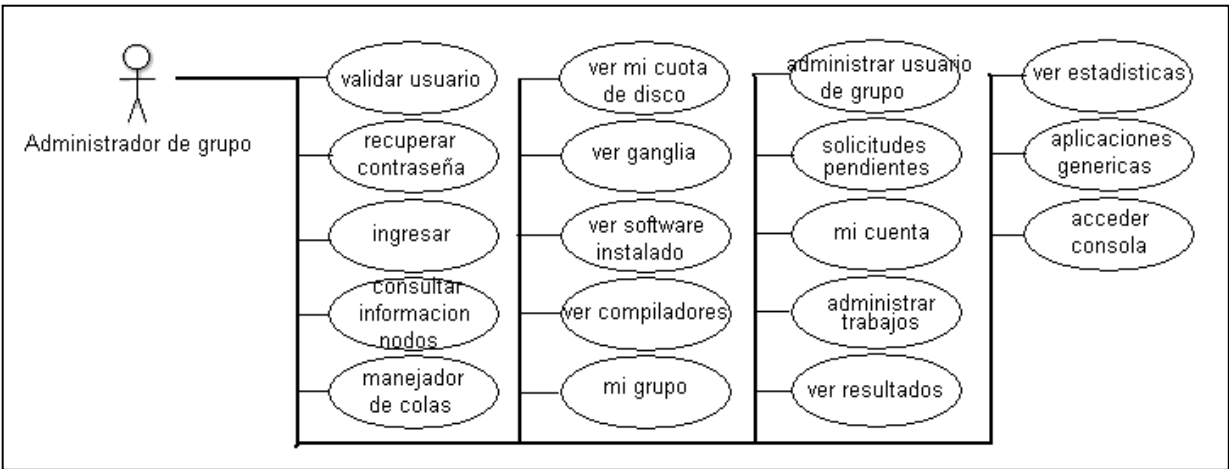 Administrador de grupo
validar usuario
recuperar
contraseña
ingresar
consultar
informacion
nodos
manejador
de colas
ver mi cuota
de disco
ver ganglia
ver software
instalado
ver compiladores
mi grupo
administrar usuario
de grupo
solicitudes
pendientes
mi cuenta
administrar
trabajos
ver resultados
ver estadisticas
aplicaciones
genericas
acceder
consola